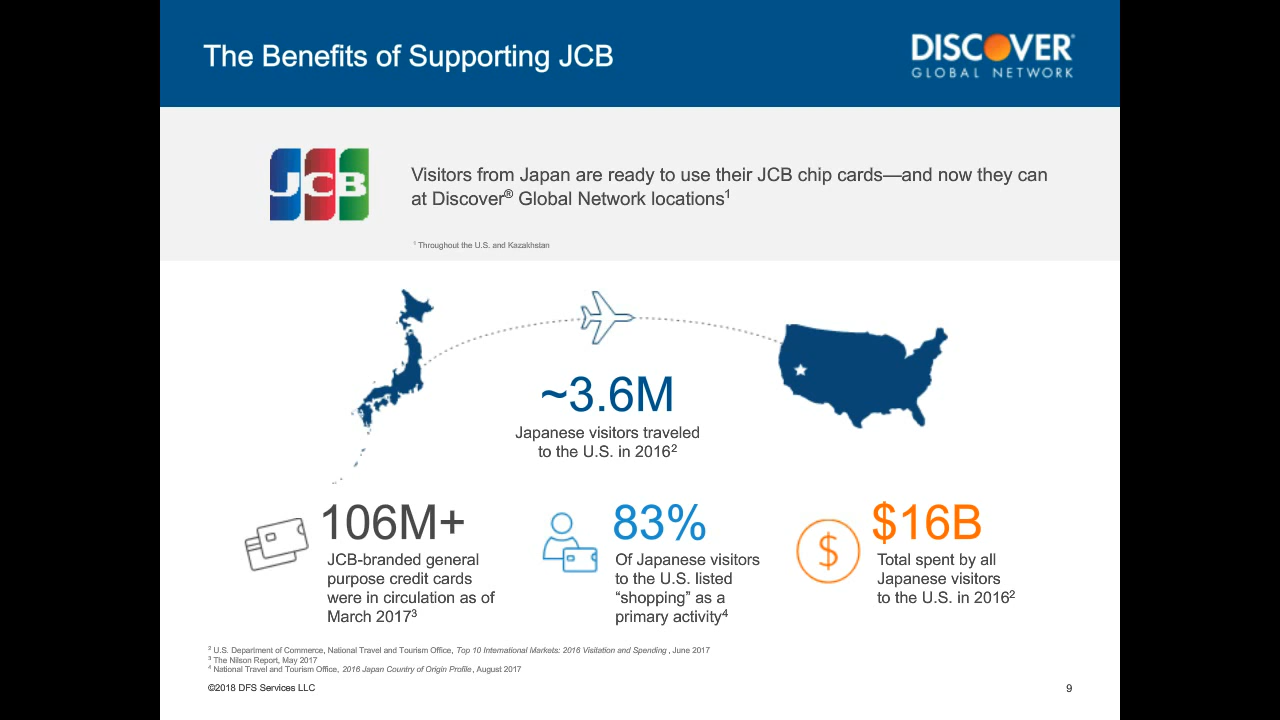 The Benefits of Supporting JCB
DISCOVER®
GLOBAL NETWORK
JCB
Visitors from Japan are ready to use their JCB chip cards—and now they can
at Discover® Global Network locations¹
¹ Throughout the U.S. and Kazakhstan
~3.6M
Japanese visitors traveled
to the U.S. in 2016²
106M+
JCB-branded general
purpose credit cards
were in circulation as of
March 2017³
83%
Of Japanese visitors
to the U.S. listed
“shopping” as a
primary activity⁴
$16B
Total spent by all
Japanese visitors
to the U.S. in 2016²
² U.S. Department of Commerce, National Travel and Tourism Office, Top 10 International Markets: 2016 Visitation and Spending, June 2017
³ The Nilson Report, May 2017
⁴ National Travel and Tourism Office, 2016 Japan Country of Origin Profile, August 2017
©2018 DFS Services LLC
9